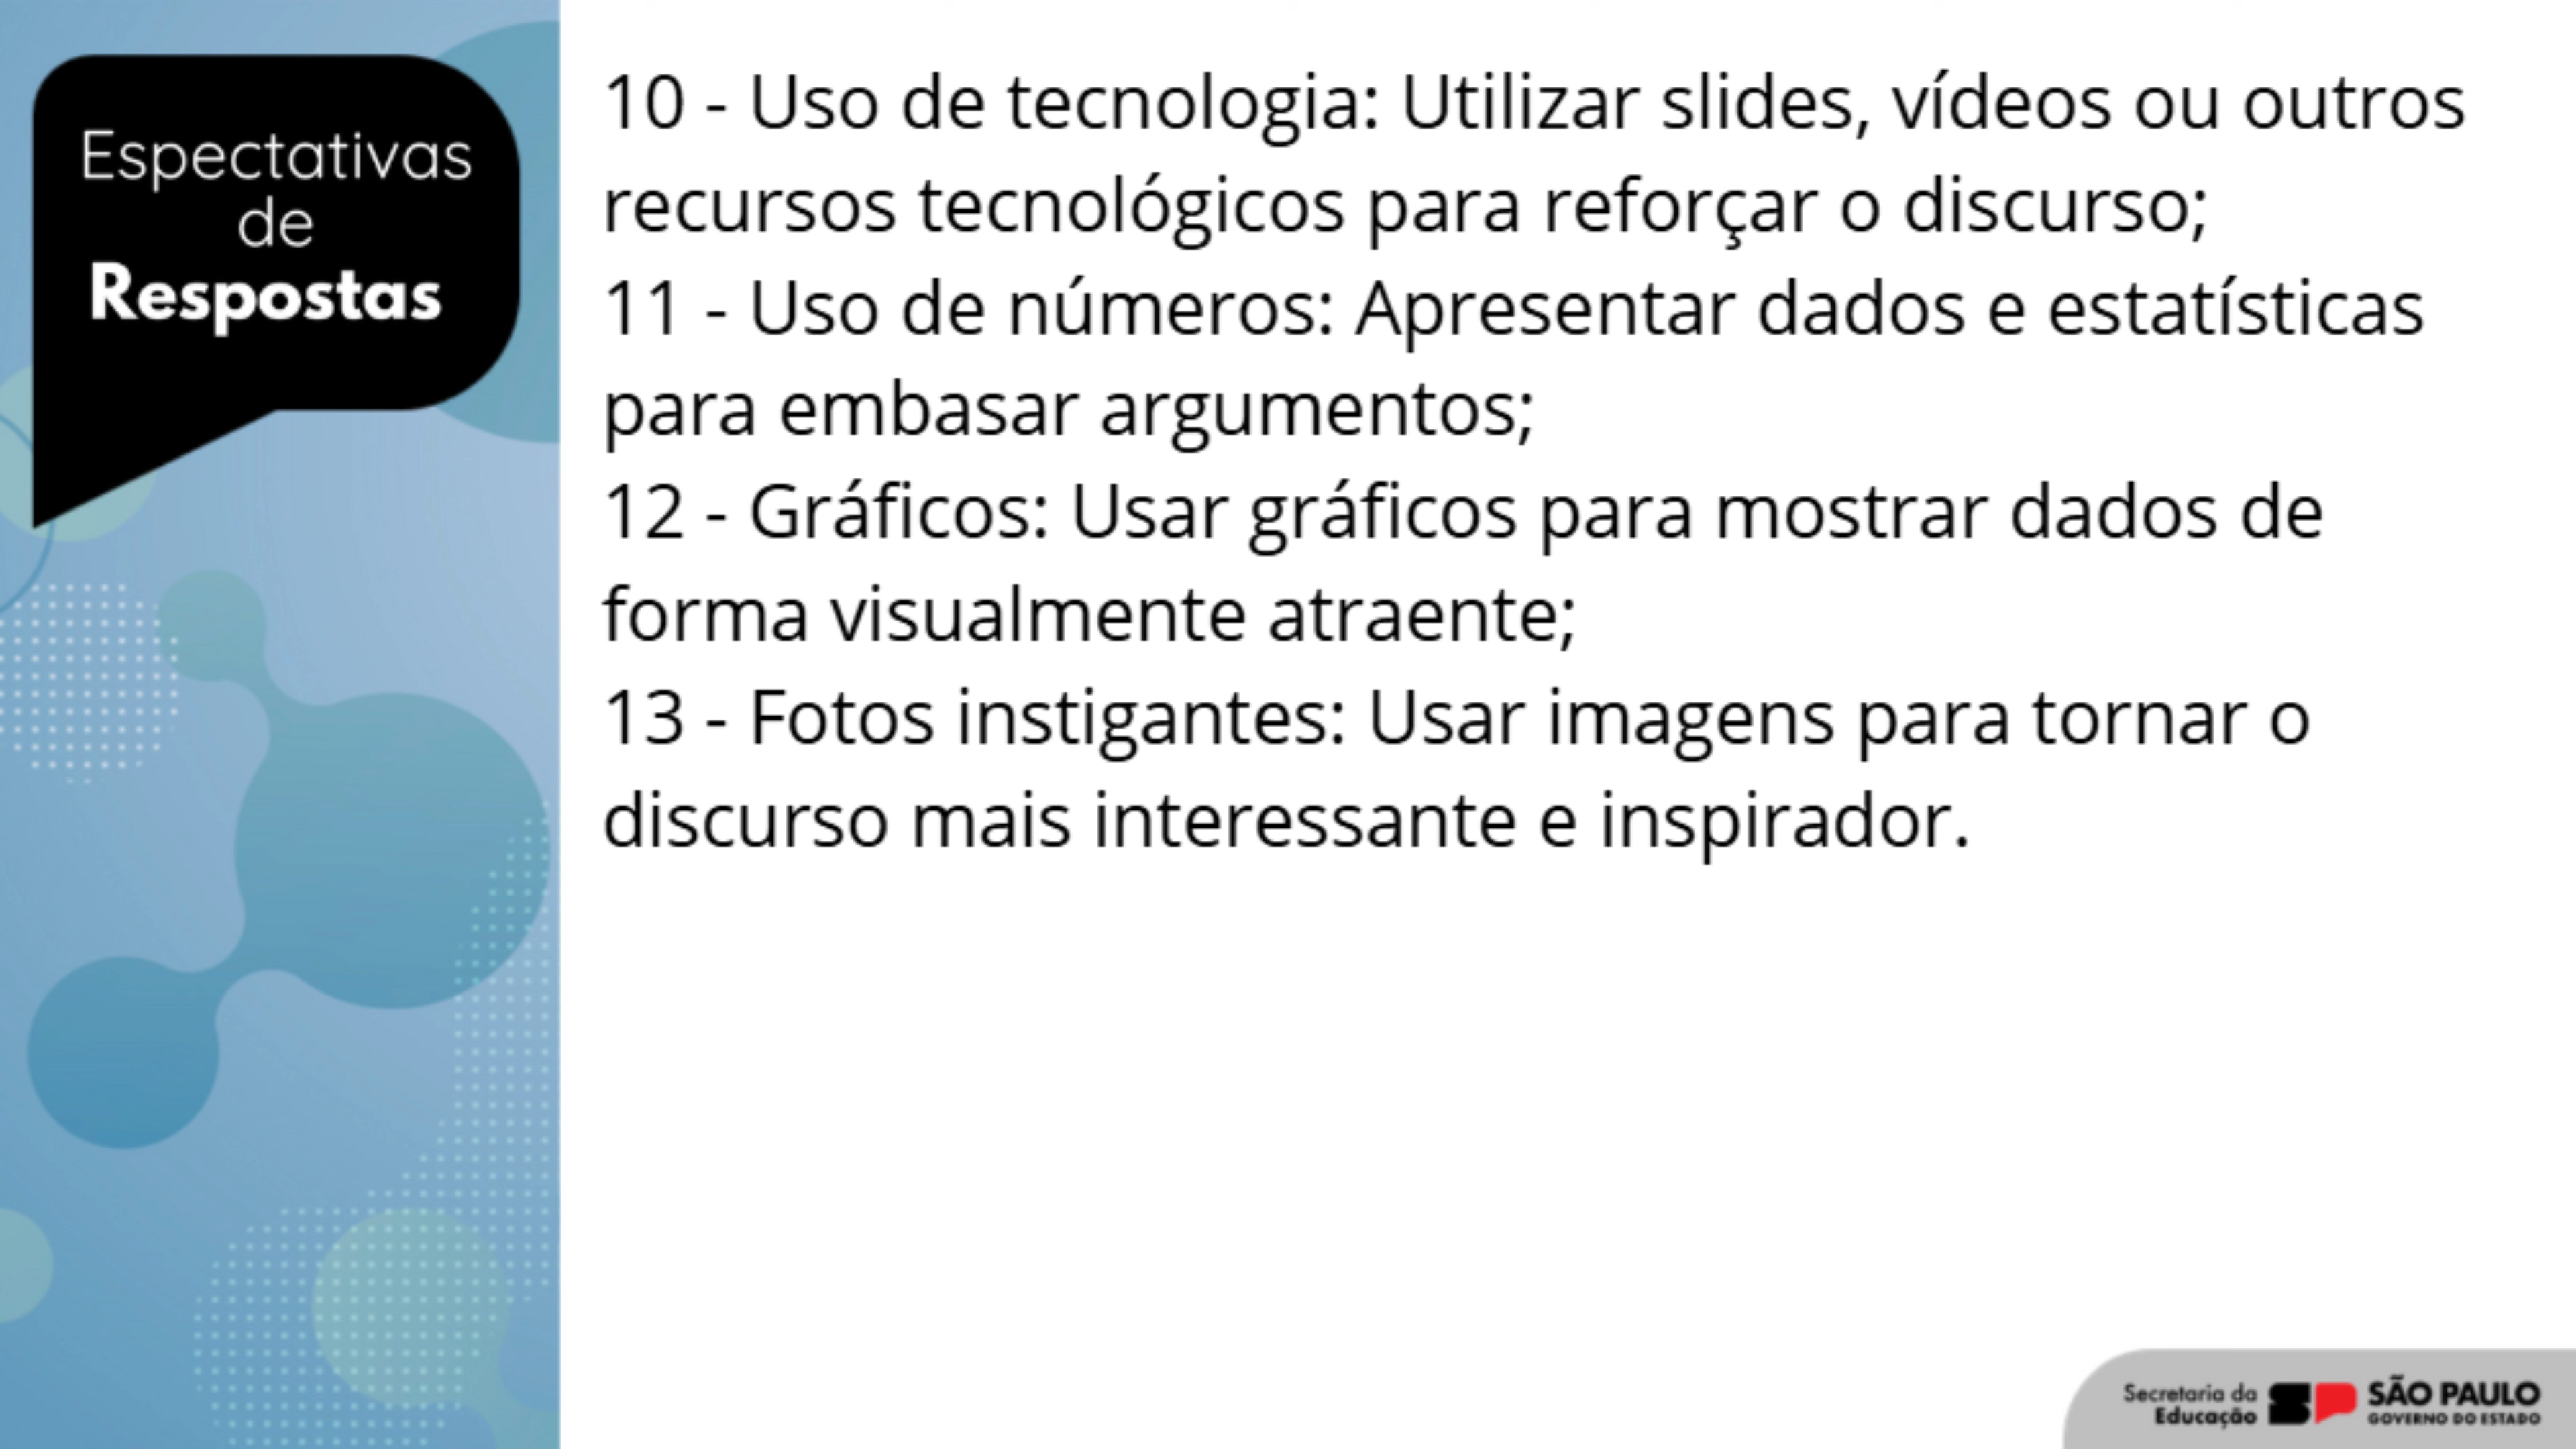 Espectativas
de
Respostas
10 - Uso de tecnologia: Utilizar slides, vídeos ou outros
recursos tecnológicos para reforçar o discurso;
11 - Uso de números: Apresentar dados e estatísticas
para embasar argumentos;
12 - Gráficos: Usar gráficos para mostrar dados de
forma visualmente atraente;
13 - Fotos instigantes: Usar imagens para tornar o
discurso mais interessante e inspirador.
Secretaria da
Educação
SP
SÃO PAULO
GOVERNO DO ESTADO